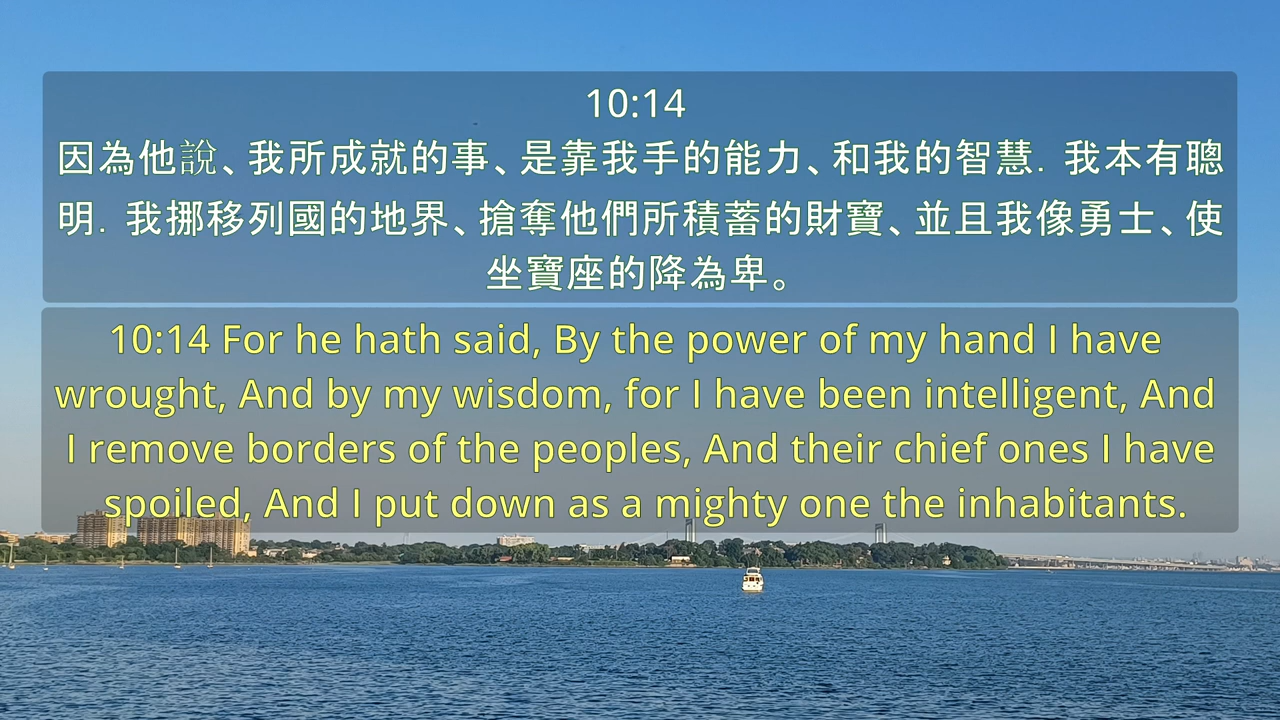 10:14
因為他說、我所成就的事、是靠我手的能力、和我的智慧．我本有聰
明．我挪移列國的地界、搶奪他們所積蓄的財寶、並且我像勇士、使
坐寶座的降為卑。
10:14 For he hath said, By the power of my hand I have
wrought, And by my wisdom, for I have been intelligent, And
I remove borders of the peoples, And their chief ones I have
spoiled, And I put down as a mighty one the inhabitants.